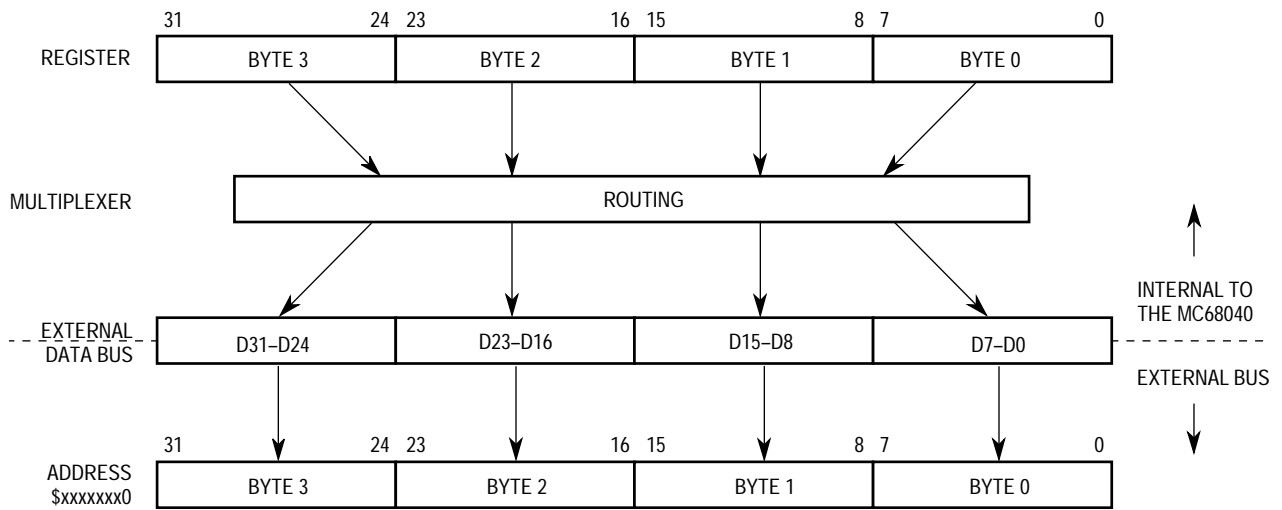 31 24 23 16 15 8 7 0
REGISTER BYTE 3 BYTE 2 BYTE 1 BYTE 0
MULTIPLEXER ROUTING
INTERNAL TO
THE MC68040
EXTERNAL
DATA BUS
D31–D24 D23–D16 D15–D8 D7–D0
EXTERNAL BUS
31 24 23 16 15 8 7 0
ADDRESS
$xxxxxxx0
BYTE 3 BYTE 2 BYTE 1 BYTE 0